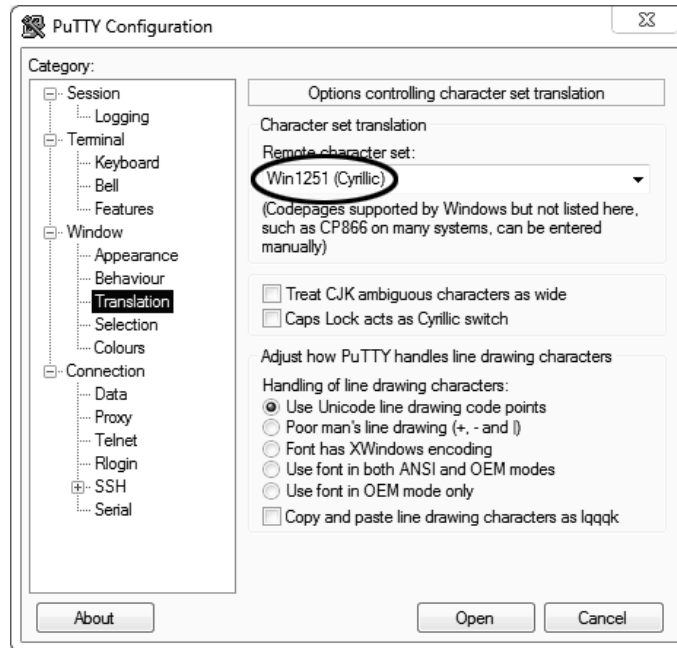 PuTTY Configuration
Category:
Session
Logging
Terminal
Keyboard
Bell
Features
Window
Appearance
Behaviour
Translation
Selection
Colours
Connection
Data
Proxy
Telnet
Rlogin
SSH
Serial
Options controlling character set translation
Character set translation
Remote character set:
Win1251 (Cyrillic)
(Codepages supported by Windows but not listed here,
such as CP866 on many systems, can be entered
manually)
Treat CJK ambiguous characters as wide
Caps Lock acts as Cyrillic switch
Adjust how PuTTY handles line drawing characters
Handling of line drawing characters:
Use Unicode line drawing code points
Poor man's line drawing (+, - and |)
Font has XWindows encoding
Use font in both ANSI and OEM modes
Use font in OEM mode only
Copy and paste line drawing characters as lqqqk
About
Open
Cancel